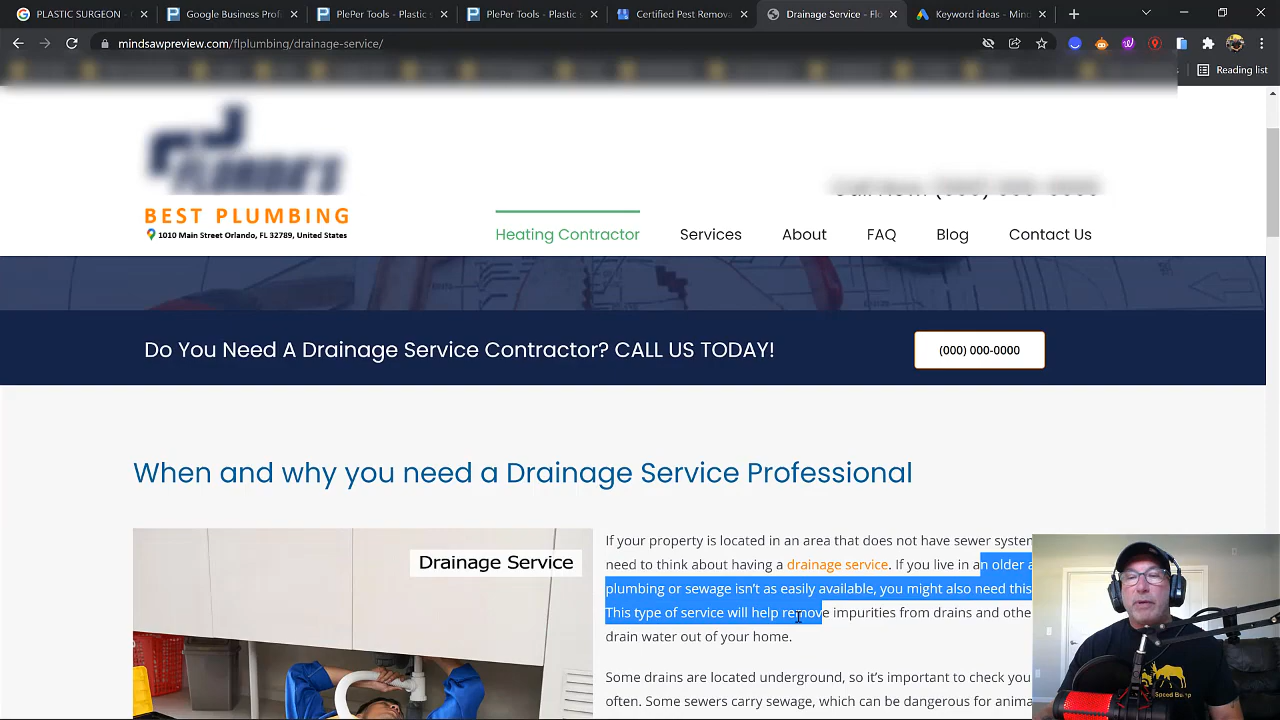 PLASTIC SURGEON -
Google Business Prof
PlePer Tools - Plastic s
PlePer Tools - Plastic s
Certified Pest Remova
Drainage Service - Flo
Keyword ideas - Mind
mindsawpreview.com/flplumbing/drainage-service/
Reading list
BEST PLUMBING
1010 Main Street Orlando, FL 32789, United States
Heating Contractor
Services
About
FAQ
Blog
Contact Us
Do You Need A Drainage Service Contractor? CALL US TODAY!
(000) 000-0000
When and why you need a Drainage Service Professional
Drainage Service
If your property is located in an area that does not have sewer system
need to think about having a drainage service. If you live in an older a
plumbing or sewage isn't as easily available, you might also need this
This type of service will help remove impurities from drains and othe
drain water out of your home.
Some drains are located underground, so it's important to check you
often. Some sewers carry sewage, which can be dangerous for anima